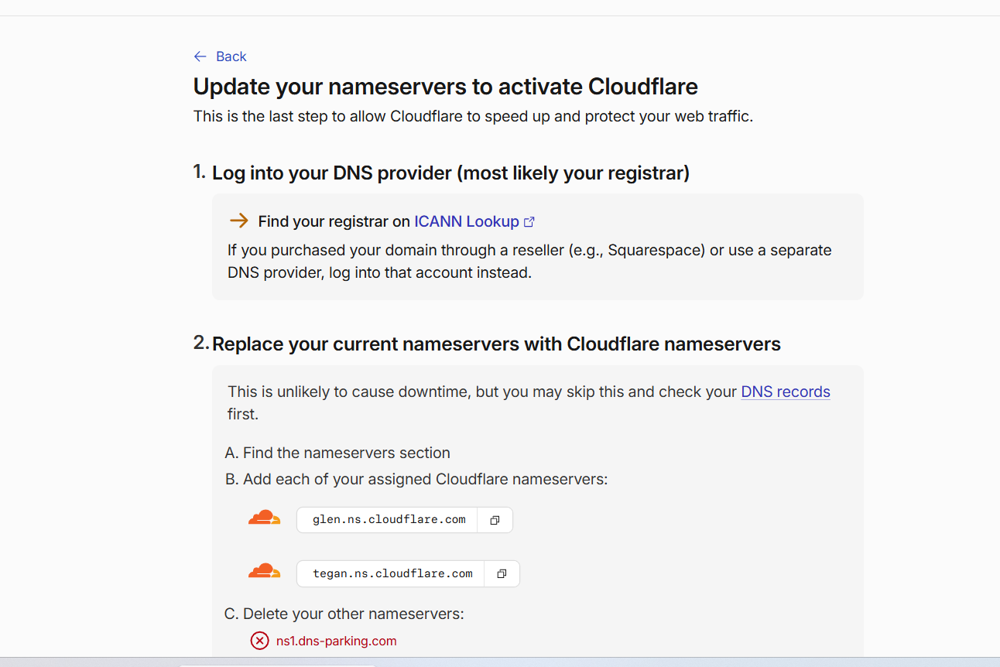 Back
Update your nameservers to activate Cloudflare
This is the last step to allow Cloudflare to speed up and protect your web traffic.
1. Log into your DNS provider (most likely your registrar)
Find your registrar on ICANN Lookup
If you purchased your domain through a reseller (e.g., Squarespace) or use a separate
DNS provider, log into that account instead.
2. Replace your current nameservers with Cloudflare nameservers
This is unlikely to cause downtime, but you may skip this and check your DNS records
first.
A. Find the nameservers section
B. Add each of your assigned Cloudflare nameservers:
glen.ns.cloudflare.com
tegan.ns.cloudflare.com
C. Delete your other nameservers:
ns1.dns-parking.com